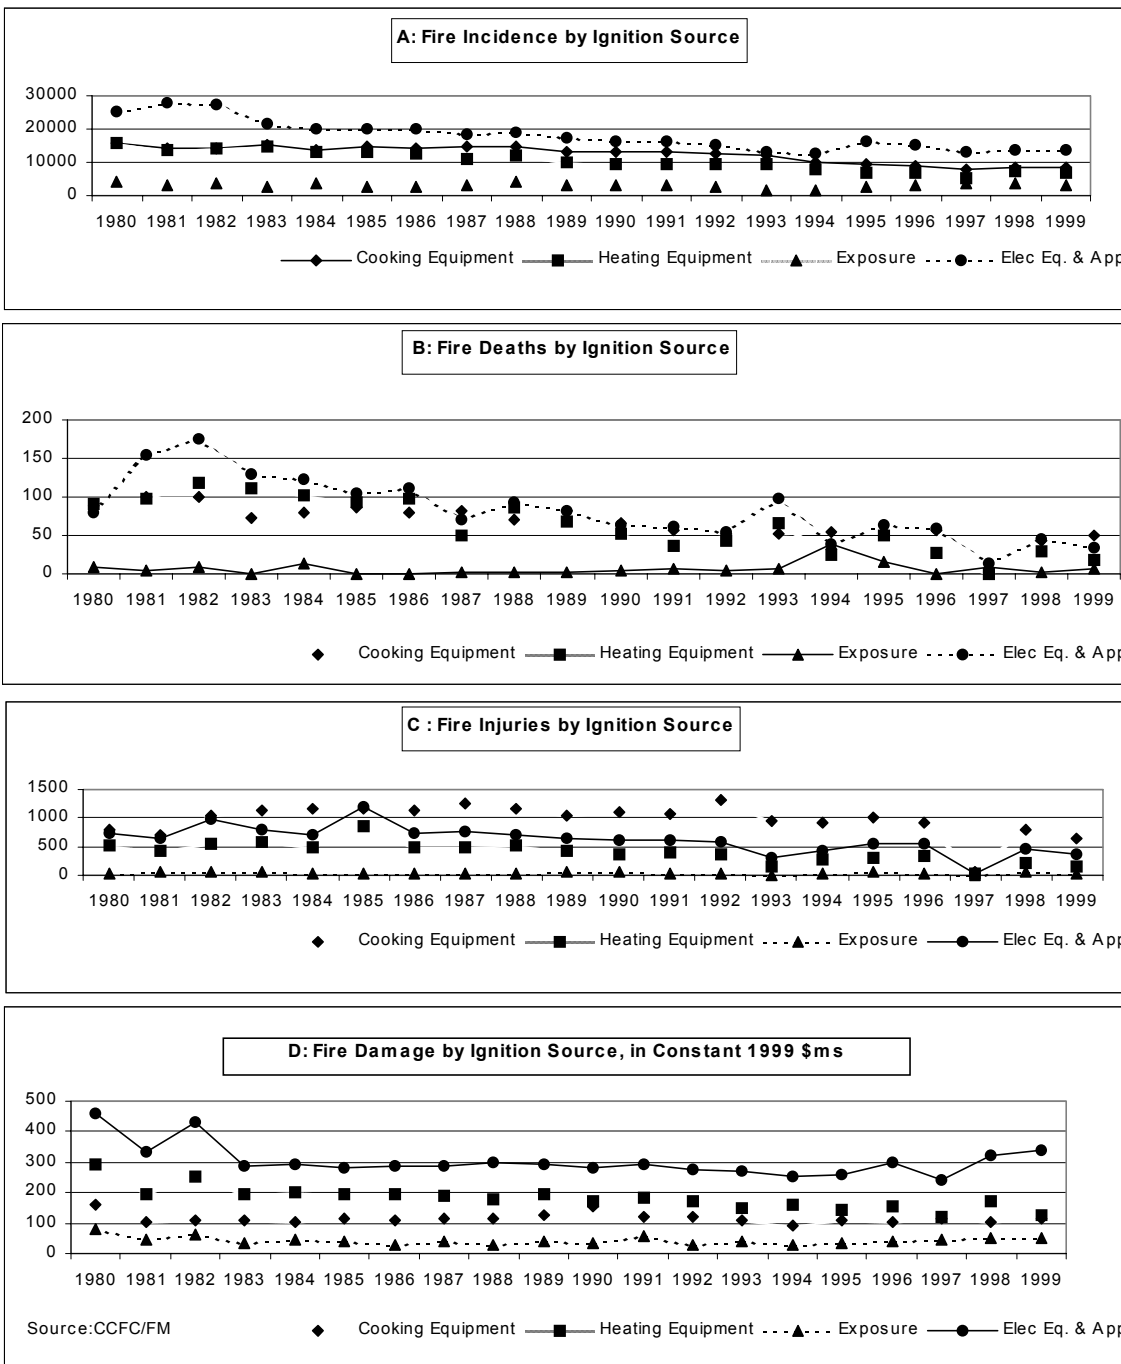 A: Fire Incidence by Ignition Source
30000
20000
10000
0
1980 1981 1982 1983 1984 1985 1986 1987 1988 1989 1990 1991 1992 1993 1994 1995 1996 1997 1998 1999
Cooking Equipment Heating Equipment Exposure Elec Eq. & App
B: Fire Deaths by Ignition Source
200
150
100
50
0
1980 1981 1982 1983 1984 1985 1986 1987 1988 1989 1990 1991 1992 1993 1994 1995 1996 1997 1998 1999
Cooking Equipment Heating Equipment Exposure Elec Eq. & App
C : Fire Injuries by Ignition Source
1500
1000
500
0
1980 1981 1982 1983 1984 1985 1986 1987 1988 1989 1990 1991 1992 1993 1994 1995 1996 1997 1998 1999
Cooking Equipment Heating Equipment Exposure Elec Eq. & App
D: Fire Damage by Ignition Source, in Constant 1999 $ms
500
400
300
200
100
0
1980 1981 1982 1983 1984 1985 1986 1987 1988 1989 1990 1991 1992 1993 1994 1995 1996 1997 1998 1999
Source:CCFC/FM Cooking Equipment Heating Equipment Exposure Elec Eq. & App